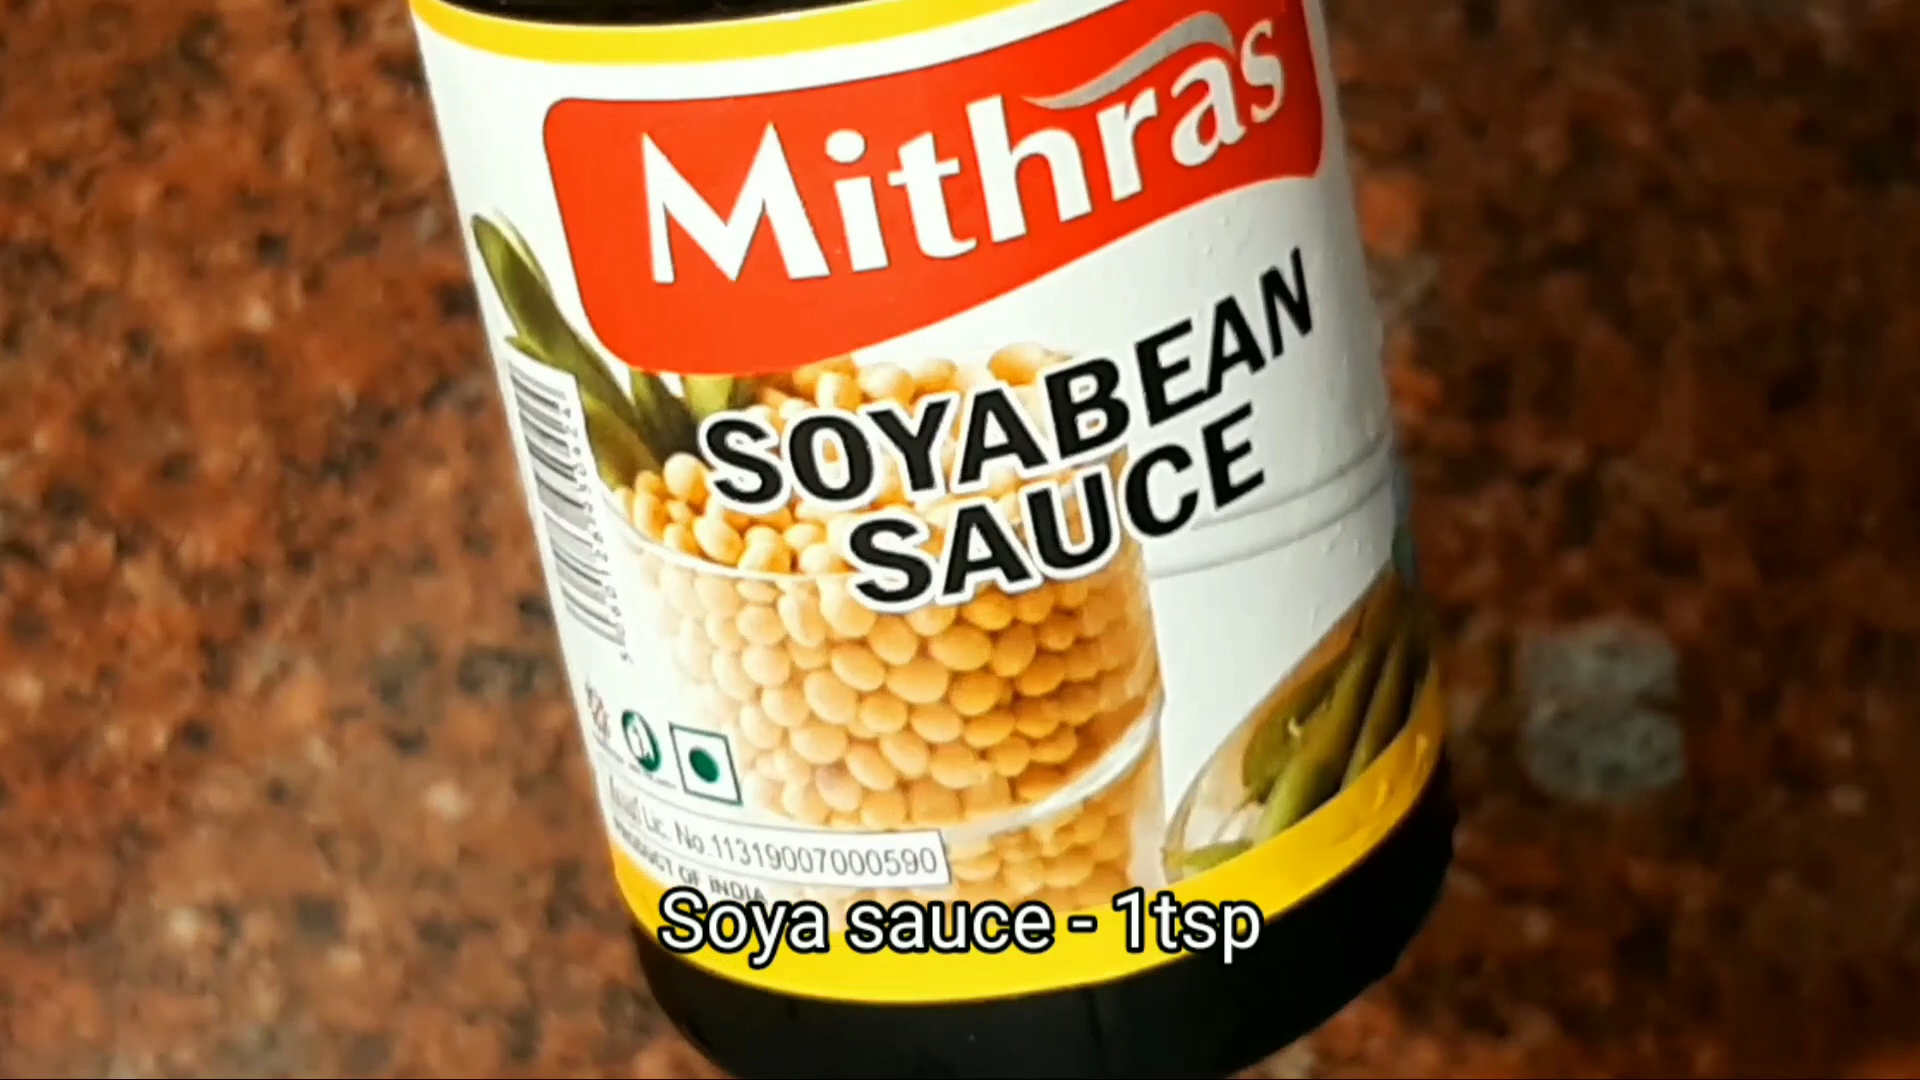 Mithras
SOYABEAN
SAUCE
Lic. No.11319007000590
PRODUCT OF INDIA
Soya sauce - 1tsp